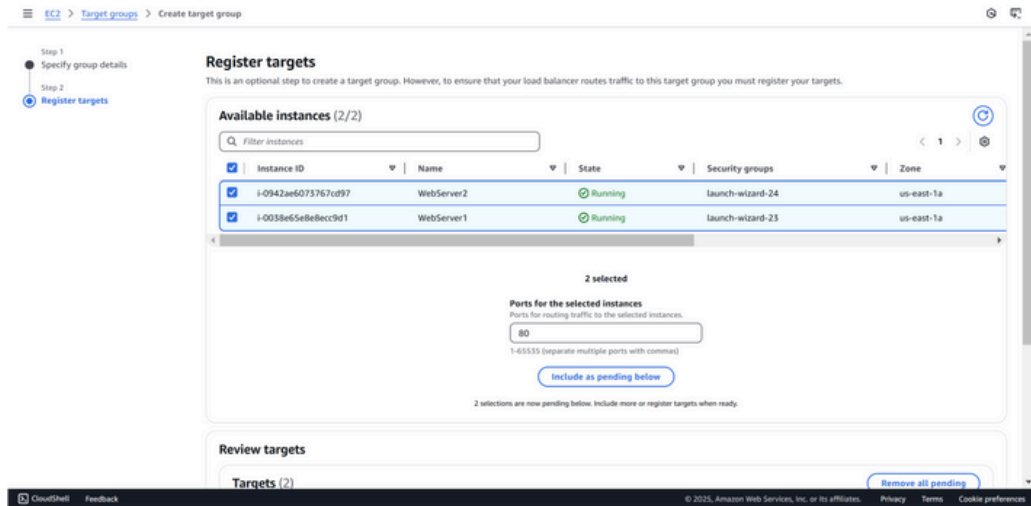 EC2 > Target groups > Create target group
Step 1
Specify group details
Step 2
Register targets
Register targets
This is an optional step to create a target group. However, to ensure that your load balancer routes traffic to this target group you must register your targets.
Available instances (2/2)
Filter instances
1
Instance ID Name State Security groups Zone
i-0942ae6073767cd97 WebServer2 Running launch-wizard-24 us-east-1a
i-0038e65e8e8ecc9d1 WebServer1 Running launch-wizard-23 us-east-1a
2 selected
Ports for the selected instances
Ports for routing traffic to the selected instances.
80
1-65535 (separate multiple ports with commas)
Include as pending below
2 selections are now pending below. Include more or register targets when ready.
Review targets
Targets (2) Remove all pending
CloudShell Feedback © 2025, Amazon Web Services, Inc. or its affiliates. Privacy Terms Cookie preferences